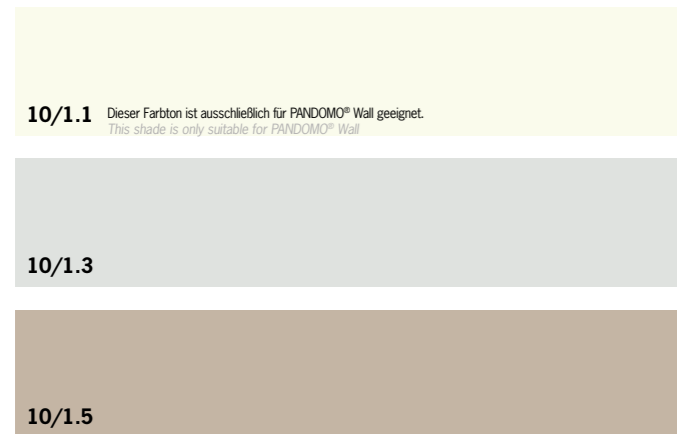 10/1.1 Dieser Farbton ist ausschließlich für PANDOMO® Wall geeignet.
This shade is only suitable for PANDOMO® Wall
10/1.3
10/1.5